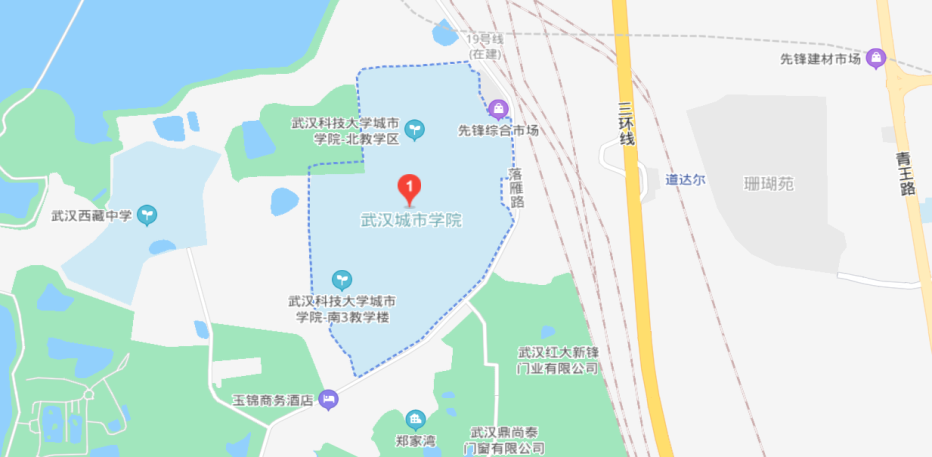 19号线
(在建)
先锋建材市场
三环线
先锋综合市场
武汉科技大学城市
学院-北教学区
青王路
落雁路
道达尔
珊瑚苑
1
武汉西藏中学
武汉城市学院
武汉科技大学城市
学院-南3教学楼
武汉红大新锋
门业有限公司
玉锦商务酒店
郑家湾
武汉鼎尚泰
门窗有限公司